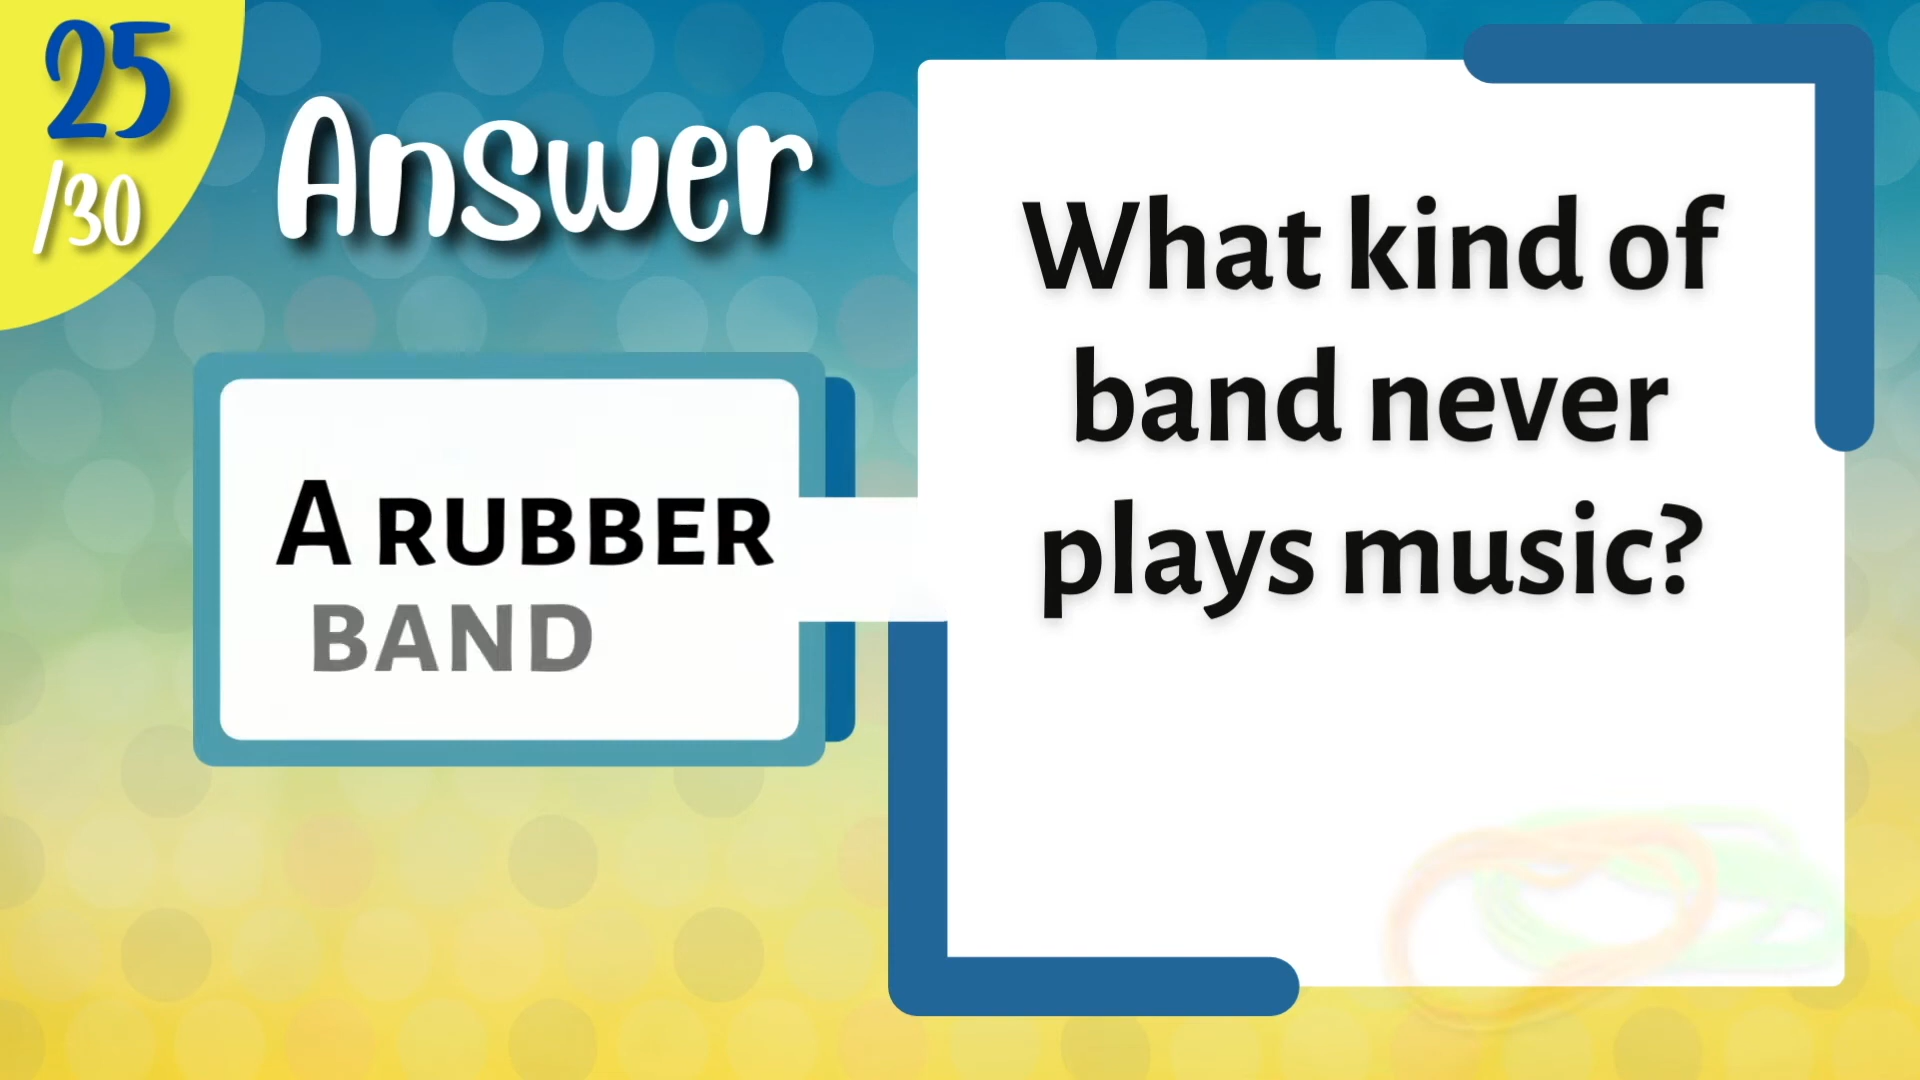 25
/30
Answer
A RUBBER
BAND
What kind of
band never
plays music?